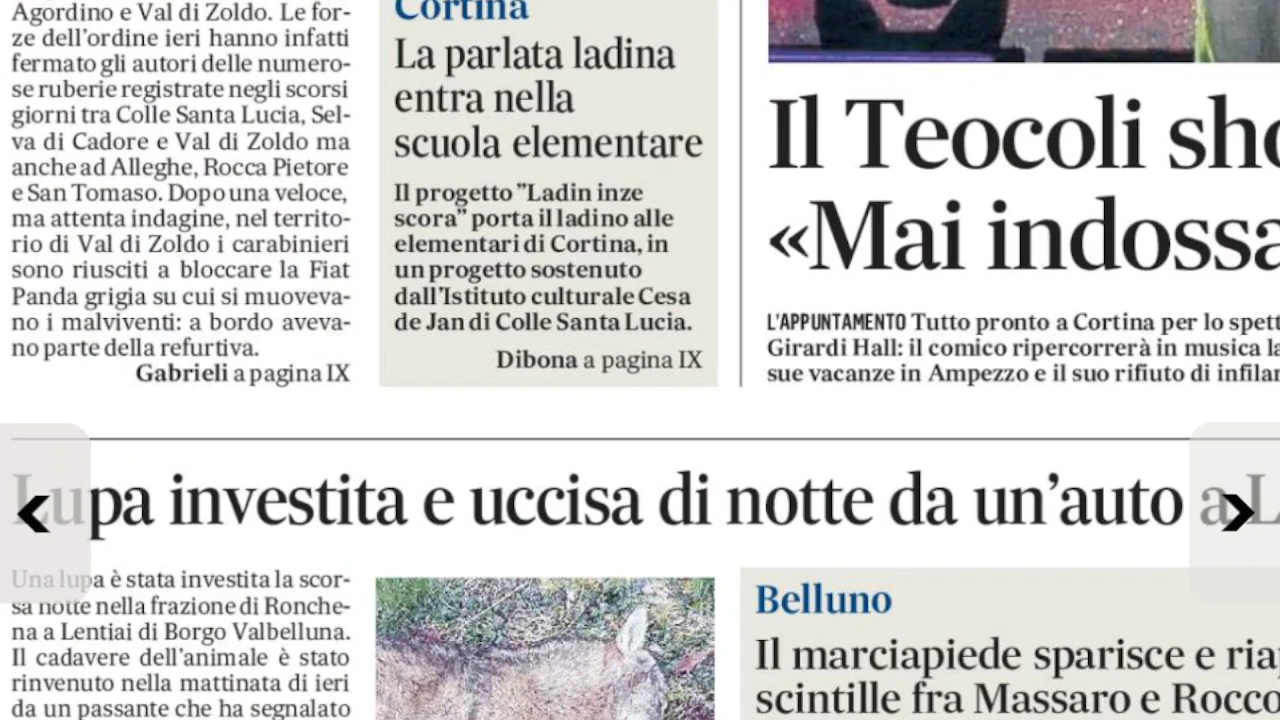 Agordino e Val di Zoldo. Le for-
ze dell'ordine ieri hanno infatti
fermato gli autori delle numero-
se ruberie registrate negli scorsi
giorni tra Colle Santa Lucia, Sel-
va di Cadore e Val di Zoldo ma
anche ad Alleghe, Rocca Pietore
e San Tomaso. Dopo una veloce,
ma attenta indagine, nel territo-
rio di Val di Zoldo i carabinieri
sono riusciti a bloccare la Fiat
Panda grigia su cui si muoveva-
no i malviventi: a bordo aveva-
no parte della refurtiva.
Gabrieli a pagina IX
Cortina
La parlata ladina
entra nella
scuola elementare
Il progetto "Ladin inze
scora" porta il ladino alle
elementari di Cortina, in
un progetto sostenuto
dall'Istituto culturale Cesa
de Jan di Colle Santa Lucia.
Dibona a pagina IX
Il Teocoli sho
«Mai indossa
L'APPUNTAMENTO Tutto pronto a Cortina per lo spett
Girardi Hall: il comico ripercorrerà in musica la
sue vacanze in Ampezzo e il suo rifiuto di infilar
Lupa investita e uccisa di notte da un'auto a L
Una lupa è stata investita la scor-
sa notte nella frazione di Ronche-
na a Lentiai di Borgo Valbelluna.
Il cadavere dell'animale è stato
rinvenuto nella mattinata di ieri
da un passante che ha segnalato
Belluno
Il marciapiede sparisce e riap
scintille fra Massaro e Rocco